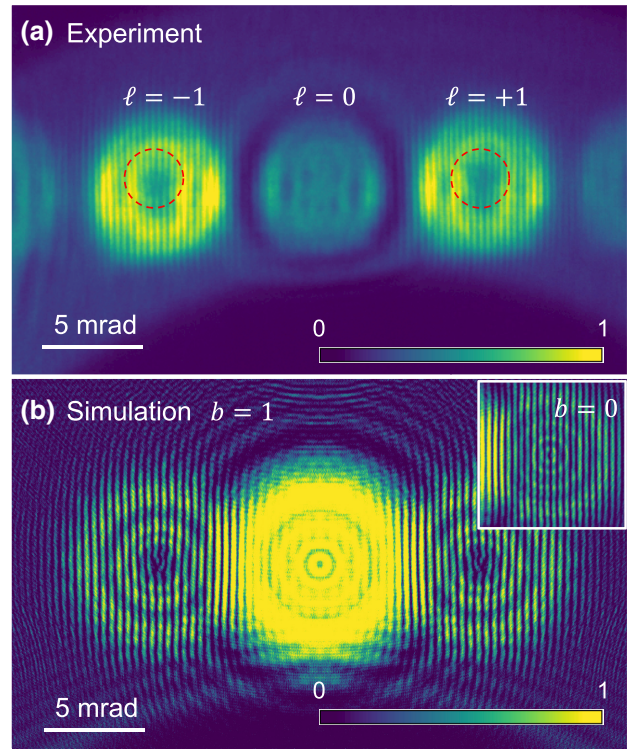 (a) Experiment
ℓ = −1 ℓ = 0 ℓ = +1
5 mrad
0 1
(b) Simulation b = 1
b = 0
0 1
5 mrad